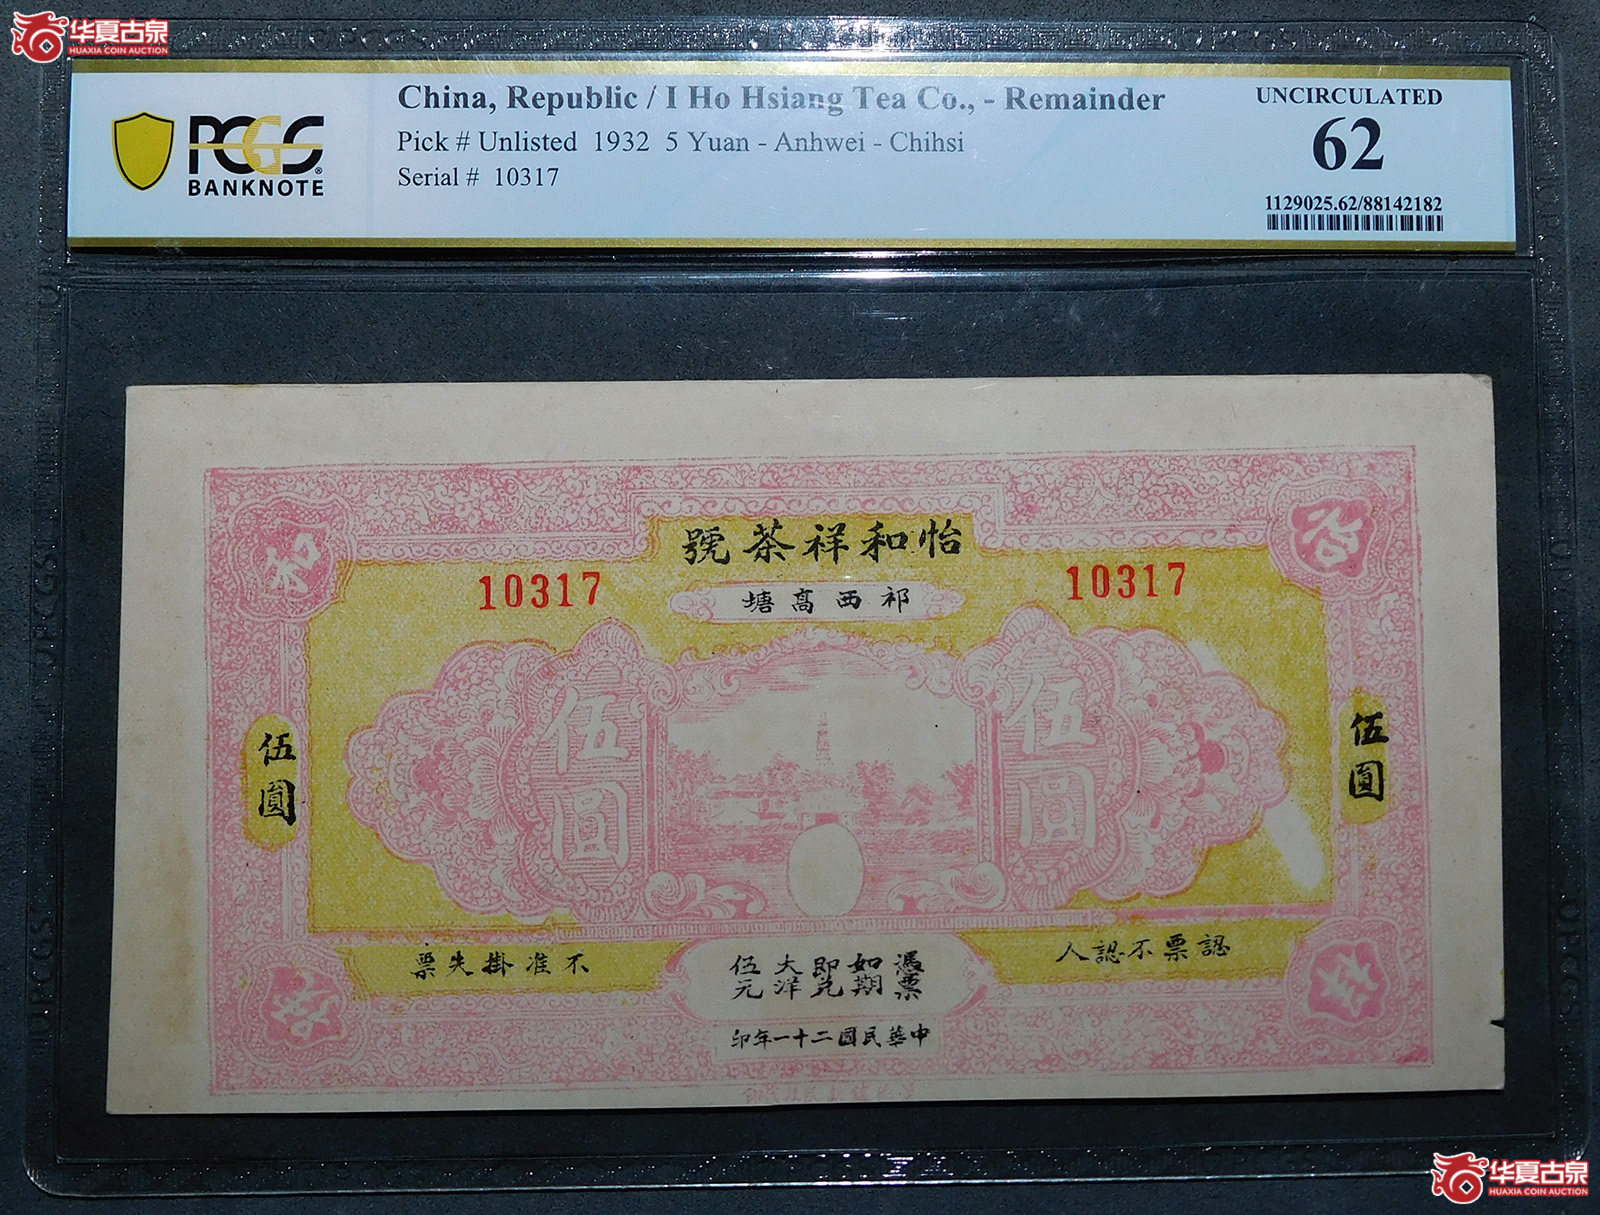 华夏古泉
HUAXIA COIN AUCTION
PCGS
BANKNOTE
China, Republic / I Ho Hsiang Tea Co., - Remainder
Pick # Unlisted 1932 5 Yuan - Anhwei - Chihsi
Serial # 10317
UNCIRCULATED
62
1129025.62/88142182
怡和祥茶號
祁西高塘
10317
10317
和
伍圓
伍圓
伍圓
伍圓
認票不認人
憑票如期即兌大洋伍元
不准掛失票
中華民國二十一年印
华夏古泉
HUAXIA COIN AUCTION